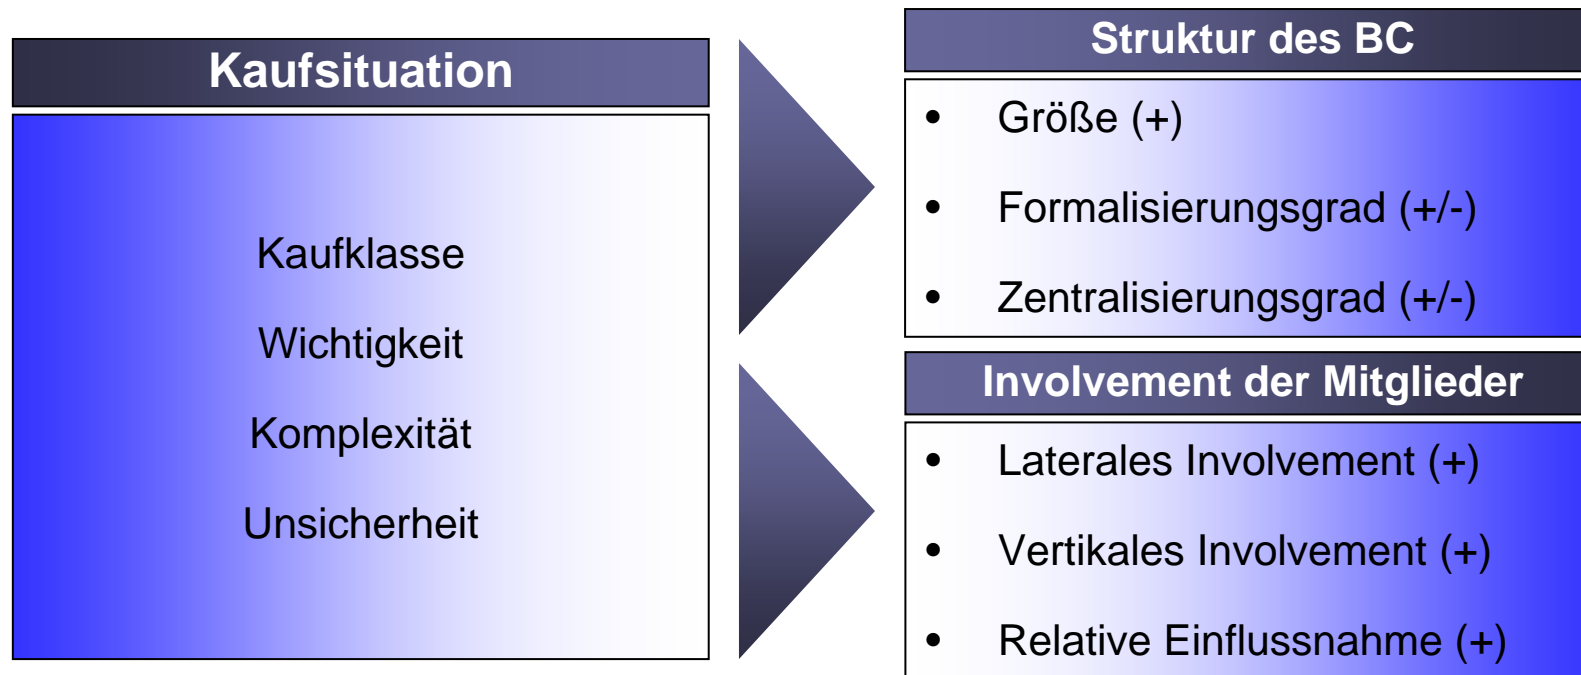 Kaufsituation
Kaufklasse
Wichtigkeit
Komplexität
Unsicherheit
Struktur des BC
• Größe (+)
• Formalisierungsgrad (+/-)
• Zentralisierungsgrad (+/-)
Involvement der Mitglieder
• Laterales Involvement (+)
• Vertikales Involvement (+)
• Relative Einflussnahme (+)